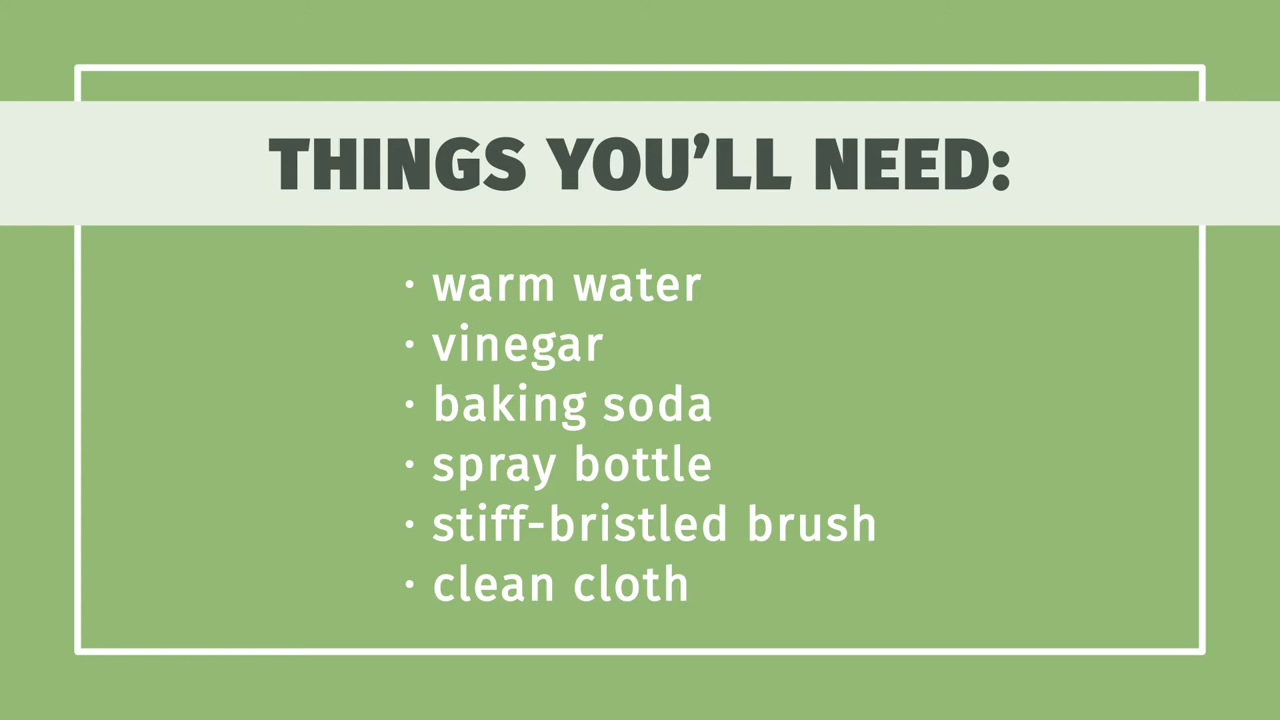 THINGS YOU’LL NEED:
· warm water
· vinegar
· baking soda
· spray bottle
· stiff-bristled brush
· clean cloth